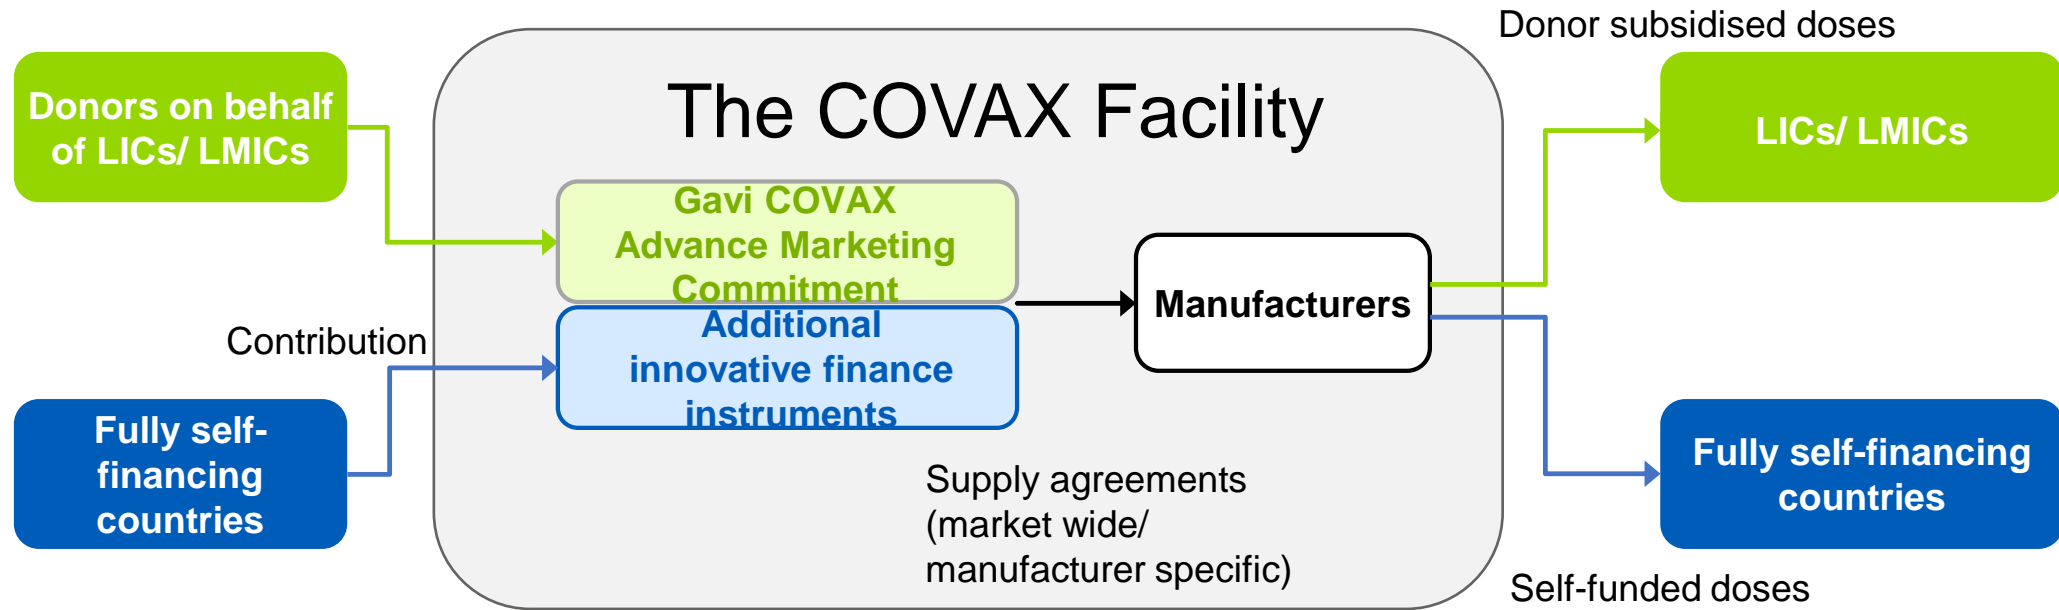 Donor subsidised doses
Donors on behalf
of LICs/ LMICs
The COVAX Facility
LICs/ LMICs
Gavi COVAX
Advance Marketing
Commitment
Manufacturers
Contribution
Additional
innovative finance
instruments
Fully self-
financing
countries
Supply agreements
(market wide/
manufacturer specific)
Fully self-financing
countries
Self-funded doses